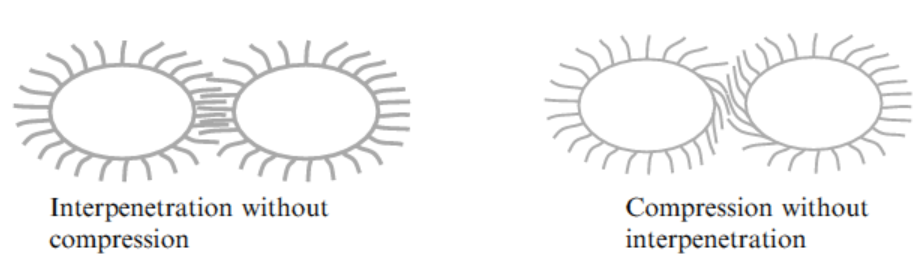 Interpenetration without
compression
Compression without
interpenetration